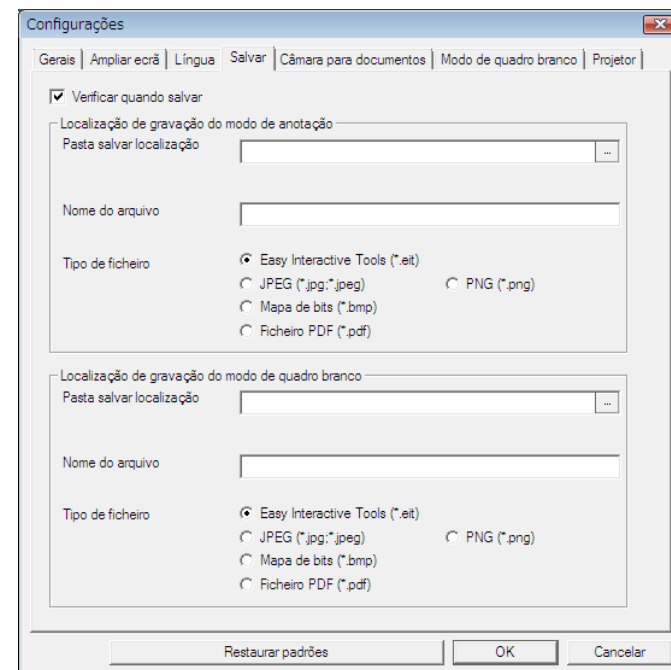 Configurações
Gerais Ampliar ecrã Língua Salvar Câmara para documentos Modo de quadro branco Projetor
Verificar quando salvar
Localização de gravação do modo de anotação
Pasta salvar localização ...
Nome do arquivo
Tipo de ficheiro Easy Interactive Tools (*.eit)
JPEG (*.jpg;*.jpeg) PNG (*.png)
Mapa de bits (*.bmp)
Ficheiro PDF (*.pdf)
Localização de gravação do modo de quadro branco
Pasta salvar localização ...
Nome do arquivo
Tipo de ficheiro Easy Interactive Tools (*.eit)
JPEG (*.jpg;*.jpeg) PNG (*.png)
Mapa de bits (*.bmp)
Ficheiro PDF (*.pdf)
Restaurar padrões OK Cancelar